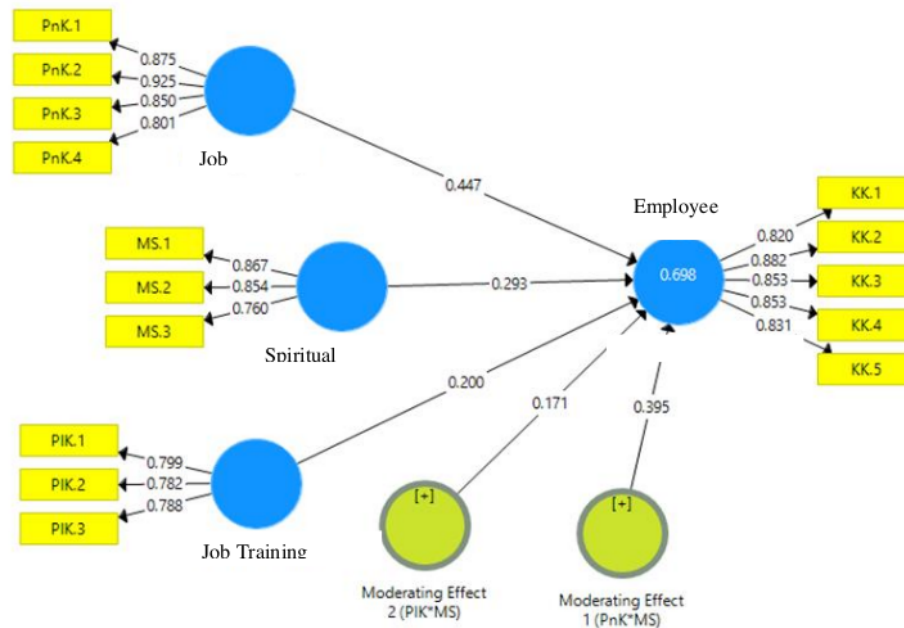 PnK.1
PnK.2
PnK.3
PnK.4
0.875
0.925
0.850
0.801
Job
0.447
Employee
KK.1
KK.2
KK.3
KK.4
KK.5
0.820
0.882
0.853
0.853
0.831
0.698
MS.1
MS.2
MS.3
0.867
0.854
0.760
Spiritual
0.293
0.200
0.171
0.395
PIK.1
PIK.2
PIK.3
0.799
0.782
0.788
Job Training
[+]
[+]
Moderating Effect
2 (PIK*MS)
Moderating Effect
1 (PnK*MS)